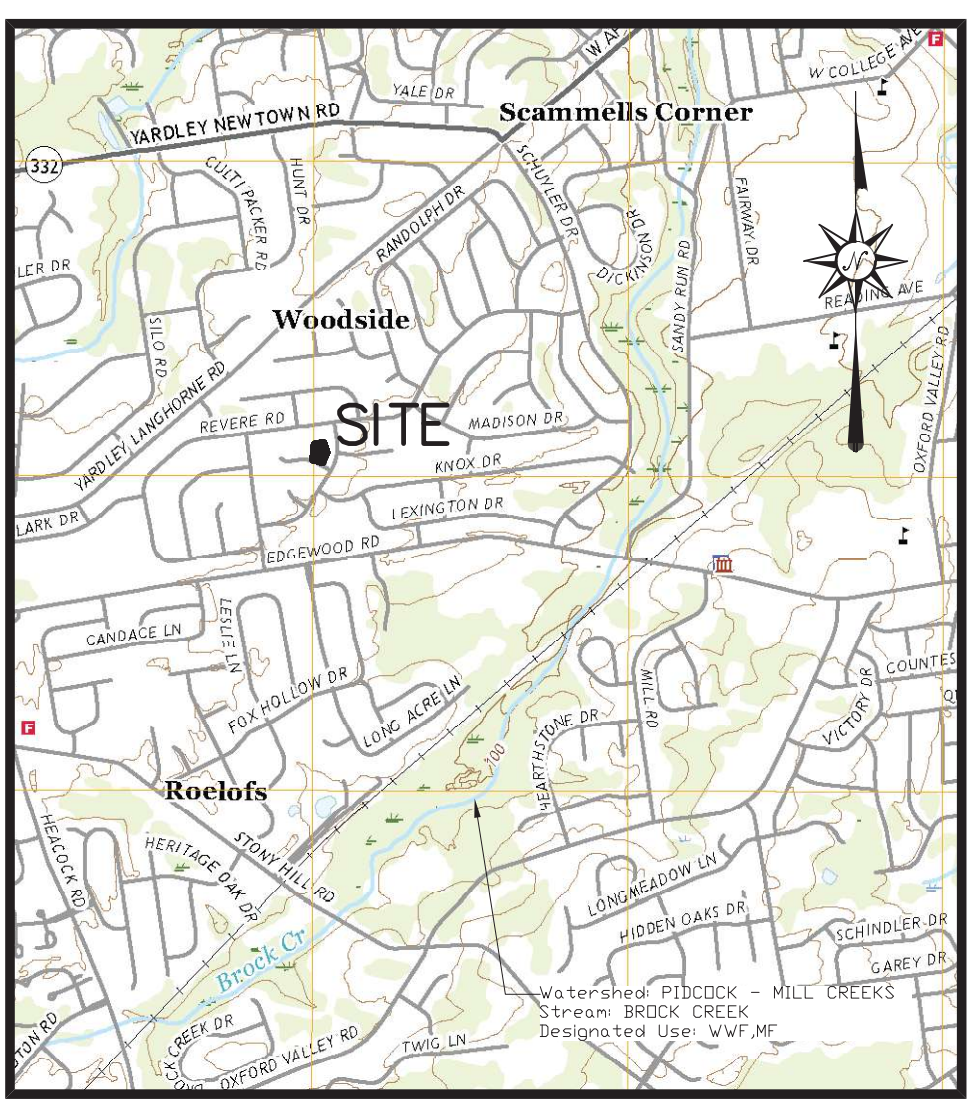 W COLLEGE AVE
F
YALE DR
Scammells Corner
YARDLEY NEWTOWN RD
332
CULTI PACKER RD
HUNT DR
SCHUYLER DR
RANDOLPH DR
DICKINSON DR
FAIRWAY DR
SANDY RUN RD
N
LER DR
READING AVE
Woodside
SILO RD
OXFORD VALLEY RD
YARDLEY LANGHORNE RD
REVERE RD
SITE
MADISON DR
KNOX DR
LEXINGTON DR
LARK DR
EDGEWOOD RD
CANDACE LN
LESLIE LN
COUNTES
FOX HOLLOW DR
LONG ACRE LN
MILL RD
VICTORY DR
F
HEARTHSTONE DR
100
Roelofs
HEACOCK RD
HERITAGE OAK DR
STONY HILL RD
LONGMEADOW LN
HIDDEN OAKS DR
SCHINDLER DR
GAREY DR
Brock Cr
Watershed: PIDCOCK - MILL CREEKS
Stream: BROCK CREEK
Designated Use: WWF,MF
TON RD
BROCK CREEK DR
OXFORD VALLEY RD
TWIG LN